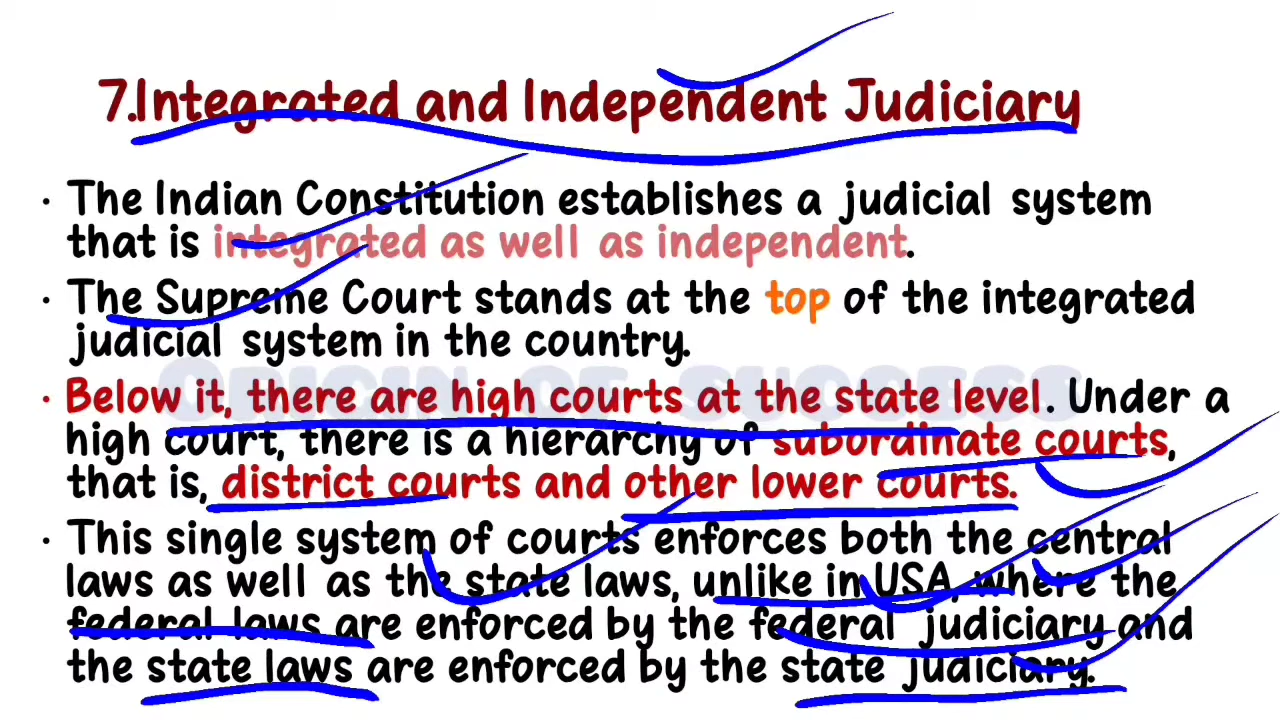 7.Integrated and Independent Judiciary
• The Indian Constitution establishes a judicial system
that is integrated as well as independent.
• The Supreme Court stands at the top of the integrated
judicial system in the country.
ORIGIN OF SUCCESS
• Below it, there are high courts at the state level. Under a
high court, there is a hierarchy of subordinate courts,
that is, district courts and other lower courts.
• This single system of courts enforces both the central
laws as well as the state laws, unlike in USA, where the
federal laws are enforced by the federal judiciary and
the state laws are enforced by the state judiciary.